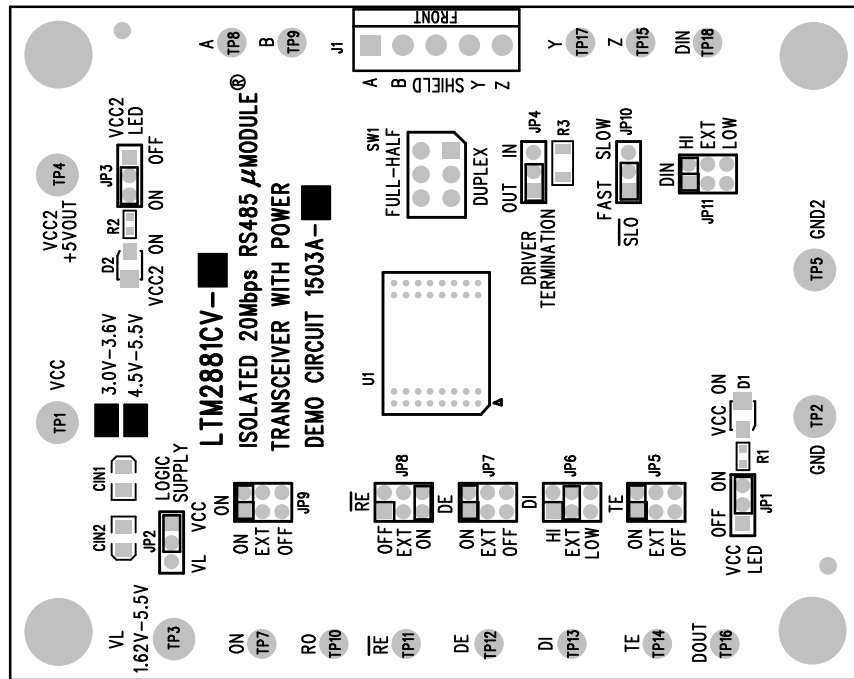 FRONT
J1
A
B
SHIELD
Y
Z
A
TP8
B
TP9
Y
TP17
Z
TP15
DIN
TP18
VCC2
LED
JP3
OFF
ON
TP4
VCC2
+5VOUT
R2
D2
ON
VCC2
LTM2881CV-
ISOLATED 20Mbps RS485 µMODULE®
TRANSCEIVER WITH POWER
DEMO CIRCUIT 1503A-
SW1
FULL-HALF
DUPLEX
JP4
OUT
IN
R3
DRIVER
TERMINATION
JP10
FAST
SLOW
SLO
DIN
HI
EXT
LOW
JP11
GND2
TP5
U1
VCC
TP1
3.0V-3.6V
4.5V-5.5V
CIN1
CIN2
LOGIC
SUPPLY
JP2
VL
VCC
ON
ON
EXT
OFF
JP9
RE
OFF
EXT
ON
JP8
DE
ON
EXT
OFF
JP7
DI
HI
EXT
LOW
JP6
TE
ON
EXT
OFF
JP5
VCC
ON
D1
R1
OFF
ON
JP1
VCC
LED
GND
TP2
VL
1.62V-5.5V
TP3
ON
TP7
RO
TP10
RE
TP11
DE
TP12
DI
TP13
TE
TP14
DOUT
TP16